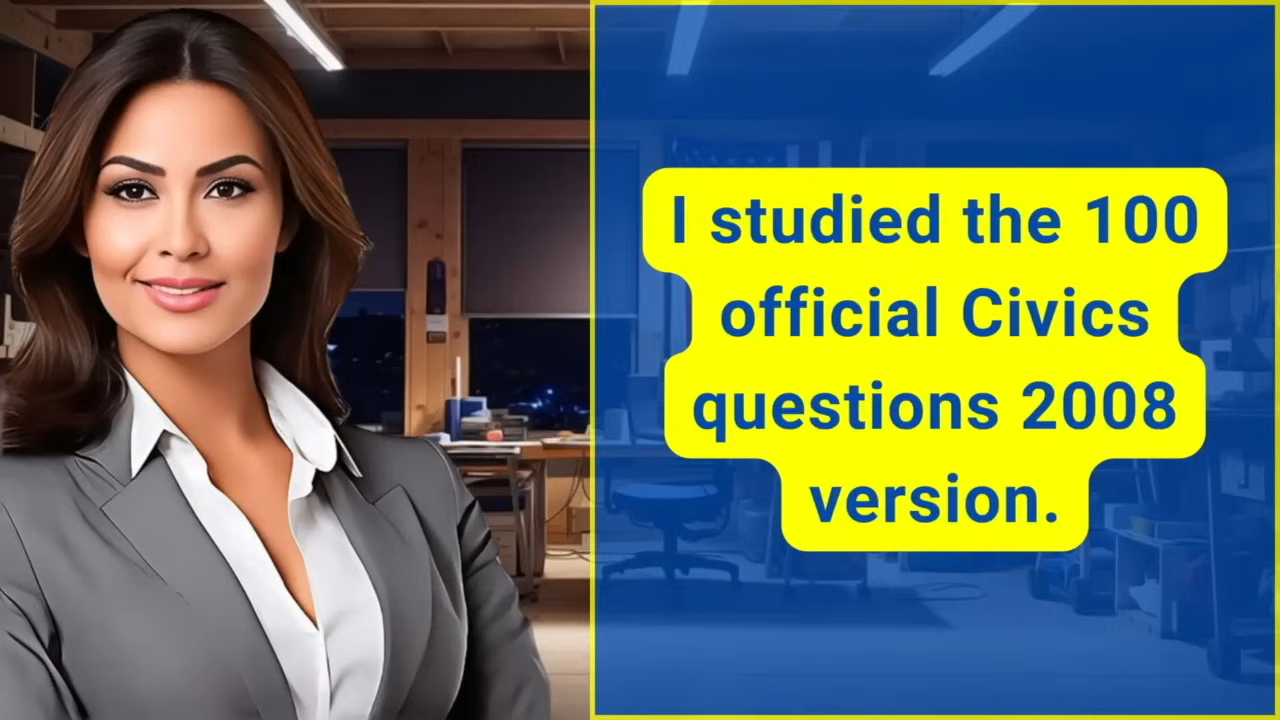 I studied the 100
official Civics
questions 2008
version.